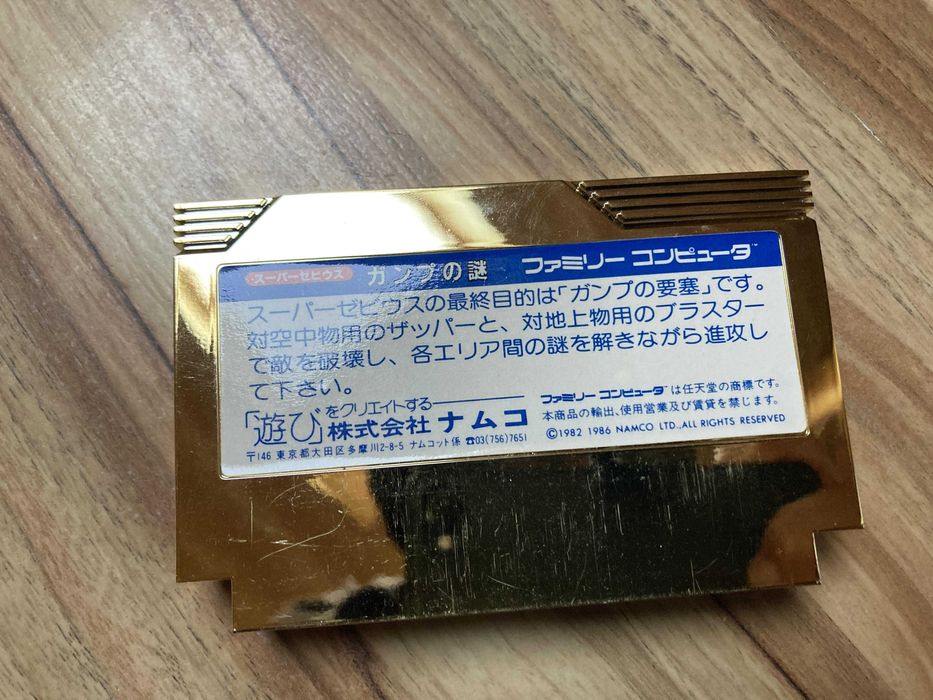 スーパーゼビウス ガンプの謎 ファミリー コンピュータ™
スーパーゼビウスの最終目的は「ガンプの要塞」です。
対空中物用のザッパーと、対地上物用のブラスター
で敵を破壊し、各エリア間の謎を解きながら進攻し
て下さい。
「遊び」をクリエイトする——
株式会社 ナムコ
〒146 東京都大田区多摩川2-8-5 ナムコット係 ☎03(756)7651
ファミリー コンピュータ™は任天堂の商標です。
本商品の輸出、使用営業及び賃貸を禁じます。
©1982 1986 NAMCO LTD.,ALL RIGHTS RESERVED